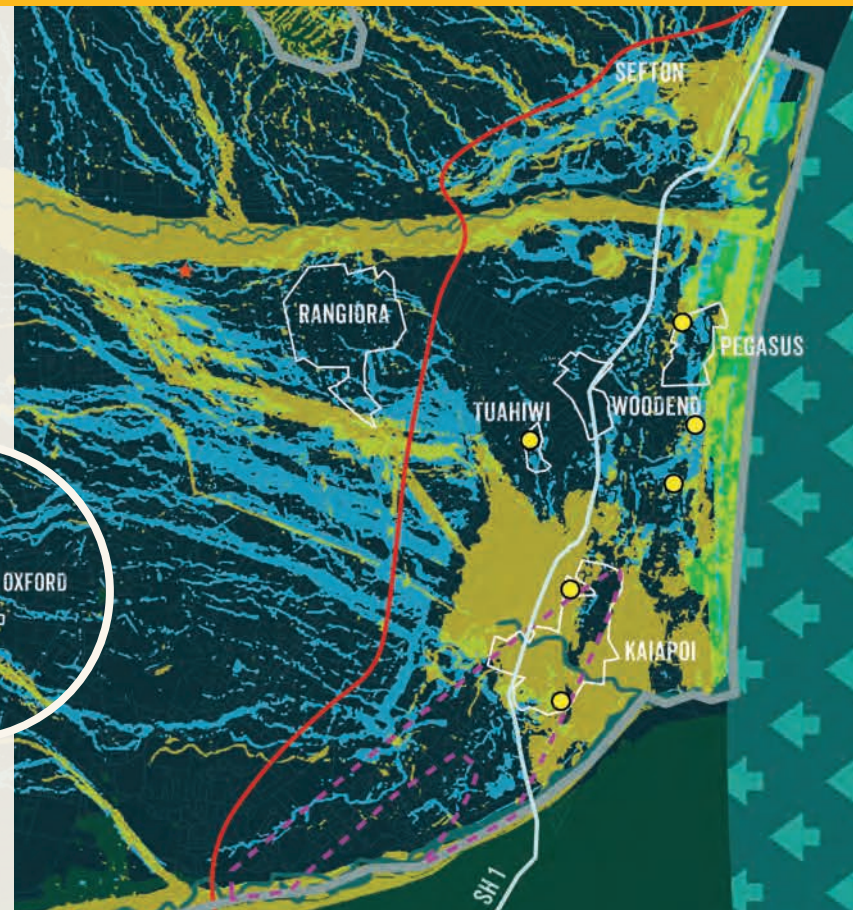 SEFTON
RANGIORA
PEGASUS
TUAHIWI
WOODEND
OXFORD
KAIAPOI
SH 1